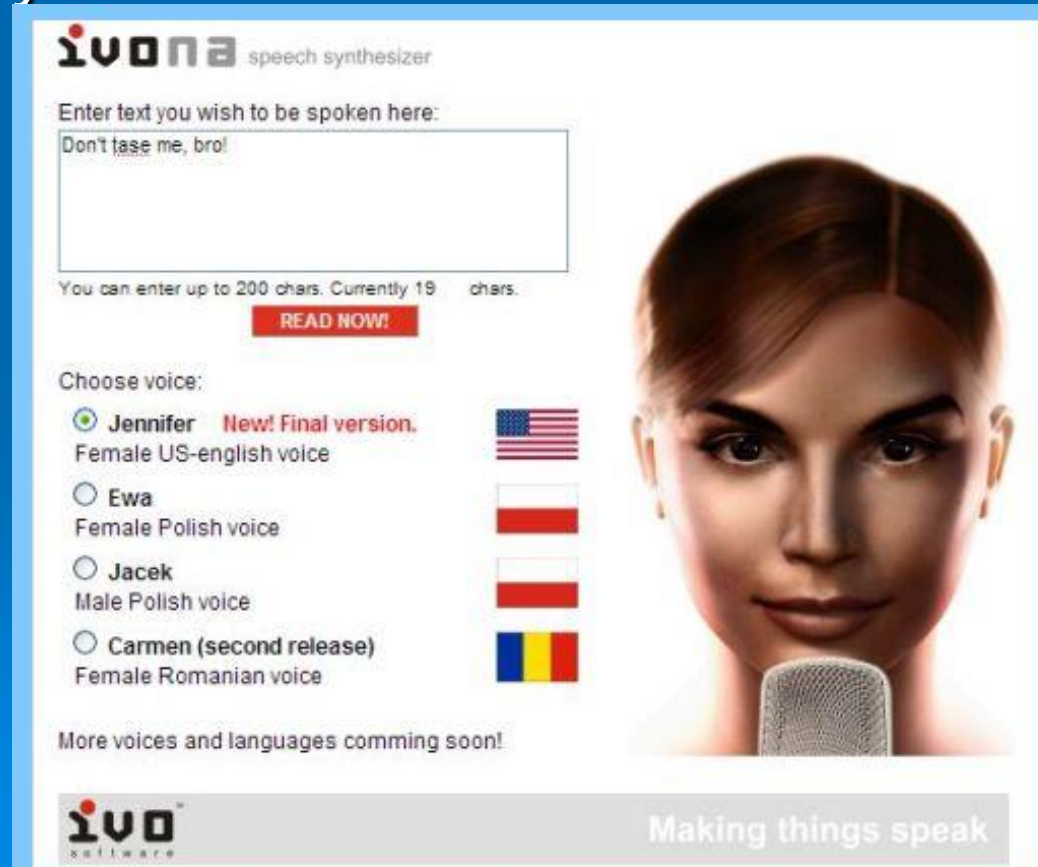 ivona speech synthesizer
Enter text you wish to be spoken here:
Don't tase me, bro!
You can enter up to 200 chars. Currently 19 chars.
READ NOW!
Choose voice:
Jennifer New! Final version.
Female US-english voice
Ewa
Female Polish voice
Jacek
Male Polish voice
Carmen (second release)
Female Romanian voice
More voices and languages comming soon!
ivo™
software
Making things speak